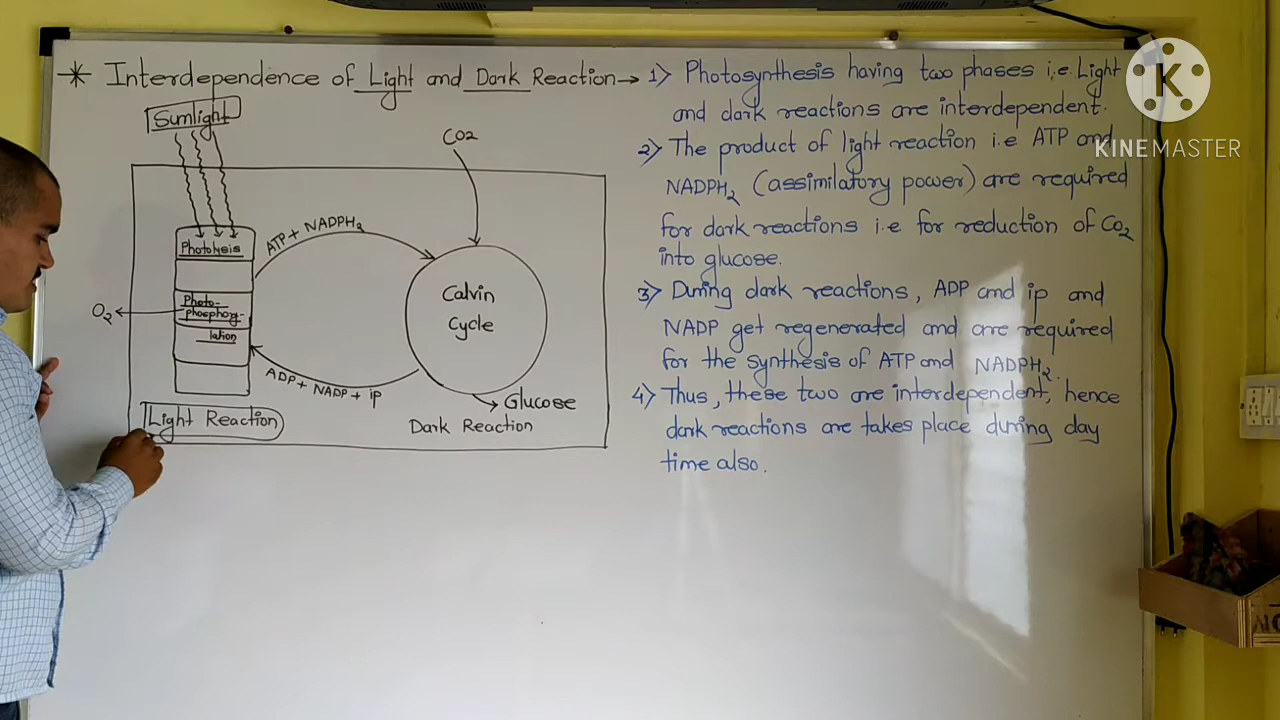 * Interdependence of Light and Dark Reaction →
Sunlight
CO2
Photolysis
ATP + NADPH2
Photo-
phosphory-
lation
O2
Calvin
Cycle
ADP + NADP + ip
Glucose
Light Reaction
Dark Reaction
1) Photosynthesis having two phases i.e. Light
and dark reactions are interdependent.
2) The product of light reaction i.e ATP and
NADPH2 (assimilatory power) are required
for dark reactions i.e for reduction of CO2
into glucose.
3) During dark reactions, ADP and ip and
NADP get regenerated and are required
for the synthesis of ATP and NADPH2.
4) Thus, these two are interdependent, hence
dark reactions are takes place during day
time also.
K
KINEMASTER